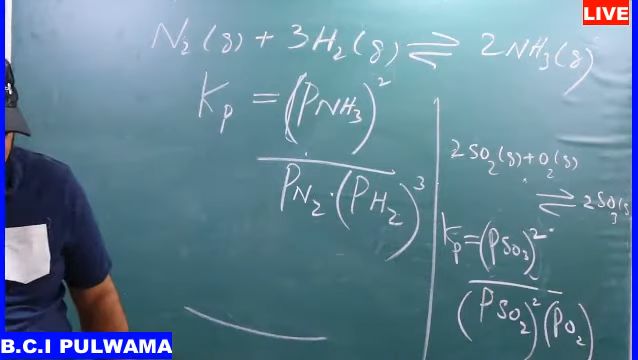 LIVE
N₂(g) + 3H₂(g) ⇌ 2NH₃(g)
Kp = (PNH₃)²
PN₂·(PH₂)³
2SO₂(g) + O₂(g)
⇌ 2SO₃(g
Kp = (PSO₃)²
(PSO₂)²(PO₂)
B.C.I PULWAMA